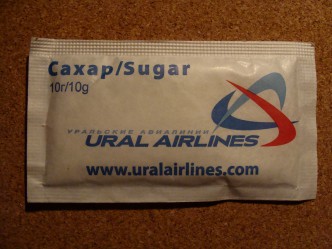 Сахар/Sugar
10г/10g
УРАЛЬСКИЕ АВИАЛИНИИ
URAL AIRLINES
www.uralairlines.com